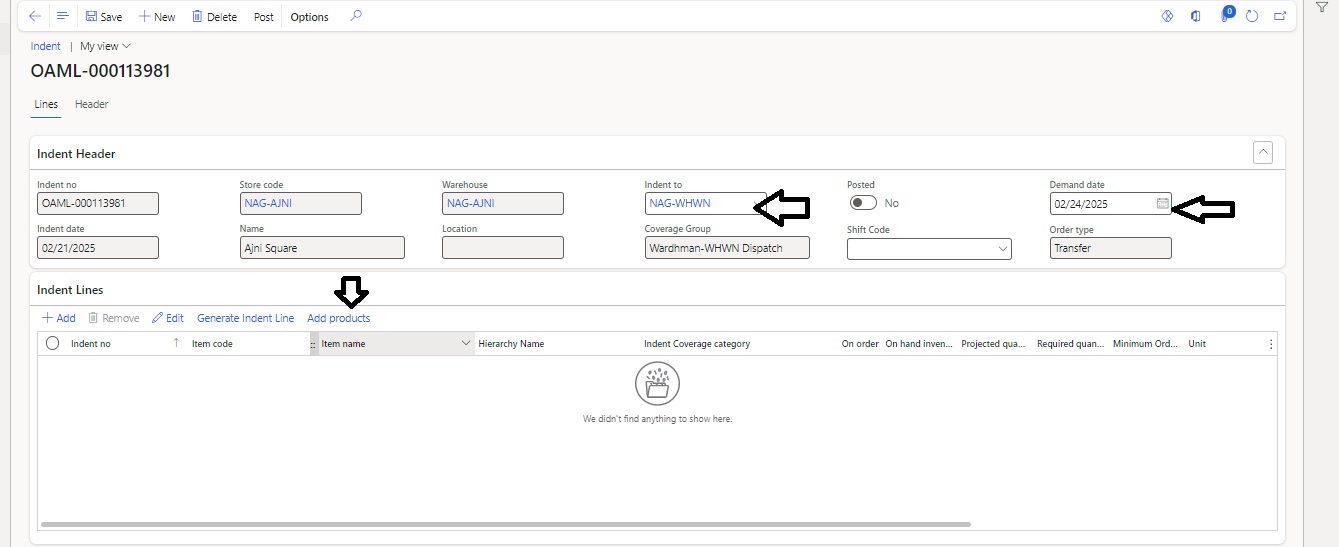 Save New Delete Post Options 0
Indent | My view
OAML-000113981
Lines Header
Indent Header
Indent no Store code Warehouse Indent to Posted Demand date
OAML-000113981 NAG-AJNI NAG-AJNI NAG-WHWN No 02/24/2025
Indent date Name Location Coverage Group Shift Code Order type
02/21/2025 Ajni Square Wardhman-WHWN Dispatch Transfer
Indent Lines
Add Remove Edit Generate Indent Line Add products
Indent no Item code Item name Hierarchy Name Indent Coverage category On order On hand inven... Projected qua... Required quan... Minimum Ord... Unit
We didn't find anything to show here.